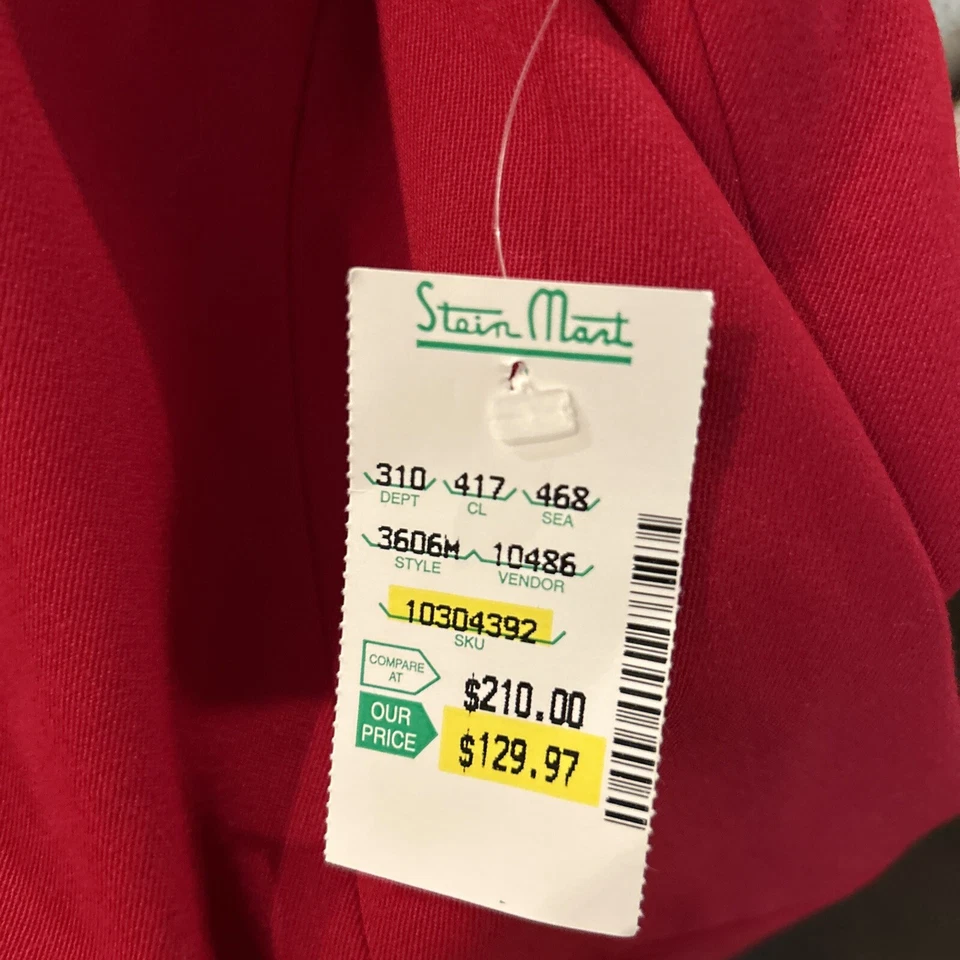 Stein Mart
310 417 468
DEPT CL SEA
3606M 10486
STYLE VENDOR
10304392
SKU
COMPARE
AT
$210.00
OUR
PRICE
$129.97